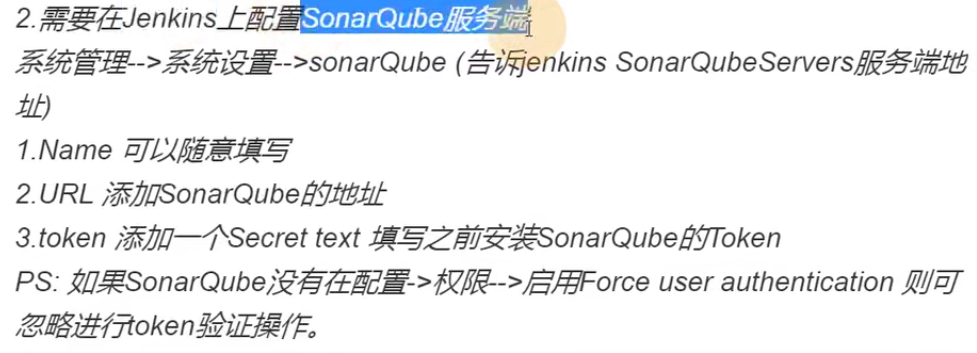 2.需要在Jenkins上配置SonarQube服务端
系统管理-->系统设置-->sonarQube (告诉jenkins SonarQubeServers服务端地
址)
1.Name 可以随意填写
2.URL 添加SonarQube的地址
3.token 添加一个Secret text 填写之前安装SonarQube的Token
PS: 如果SonarQube没有在配置->权限-->启用Force user authentication 则可
忽略进行token验证操作。